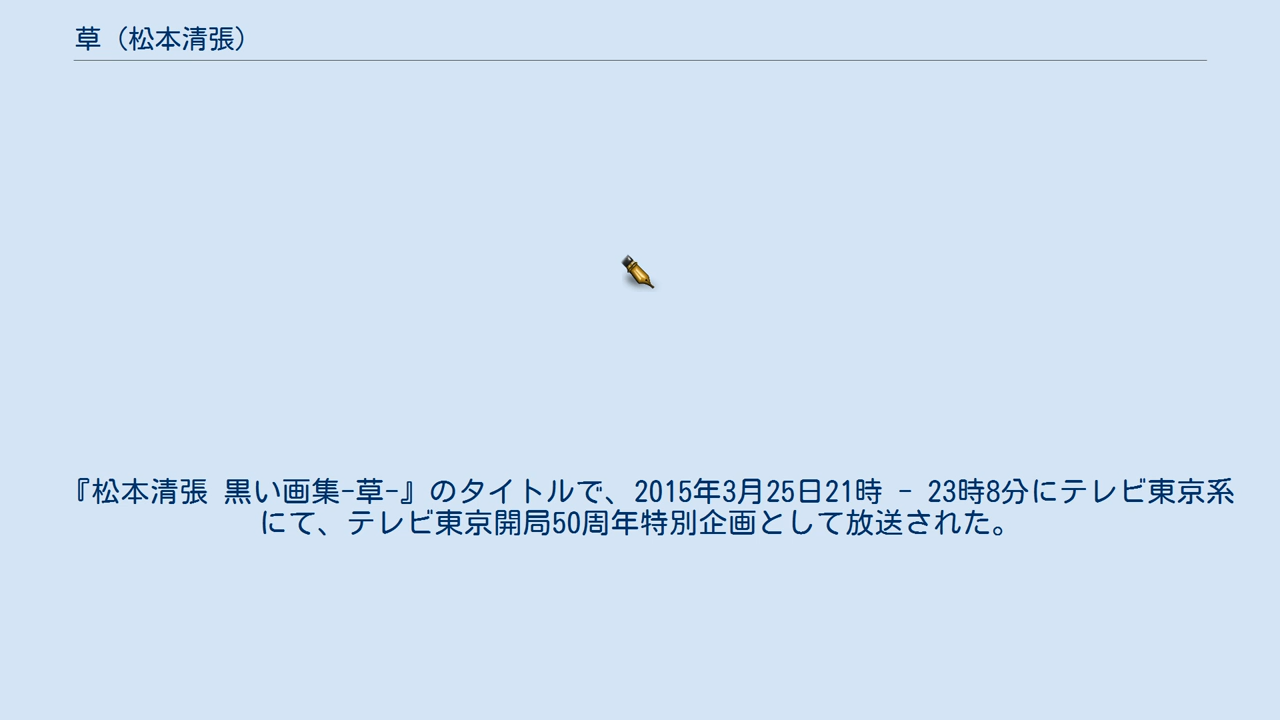 草（松本清張）
『松本清張 黒い画集-草-』のタイトルで、2015年3月25日21時 - 23時8分にテレビ東京系
にて、テレビ東京開局50周年特別企画として放送された。